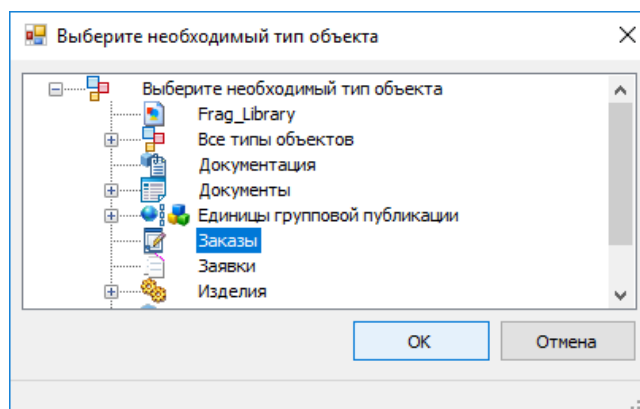 Выберите необходимый тип объекта
Выберите необходимый тип объекта
Frag_Library
Все типы объектов
Документация
Документы
Единицы групповой публикации
Заказы
Заявки
Изделия
OK
Отмена